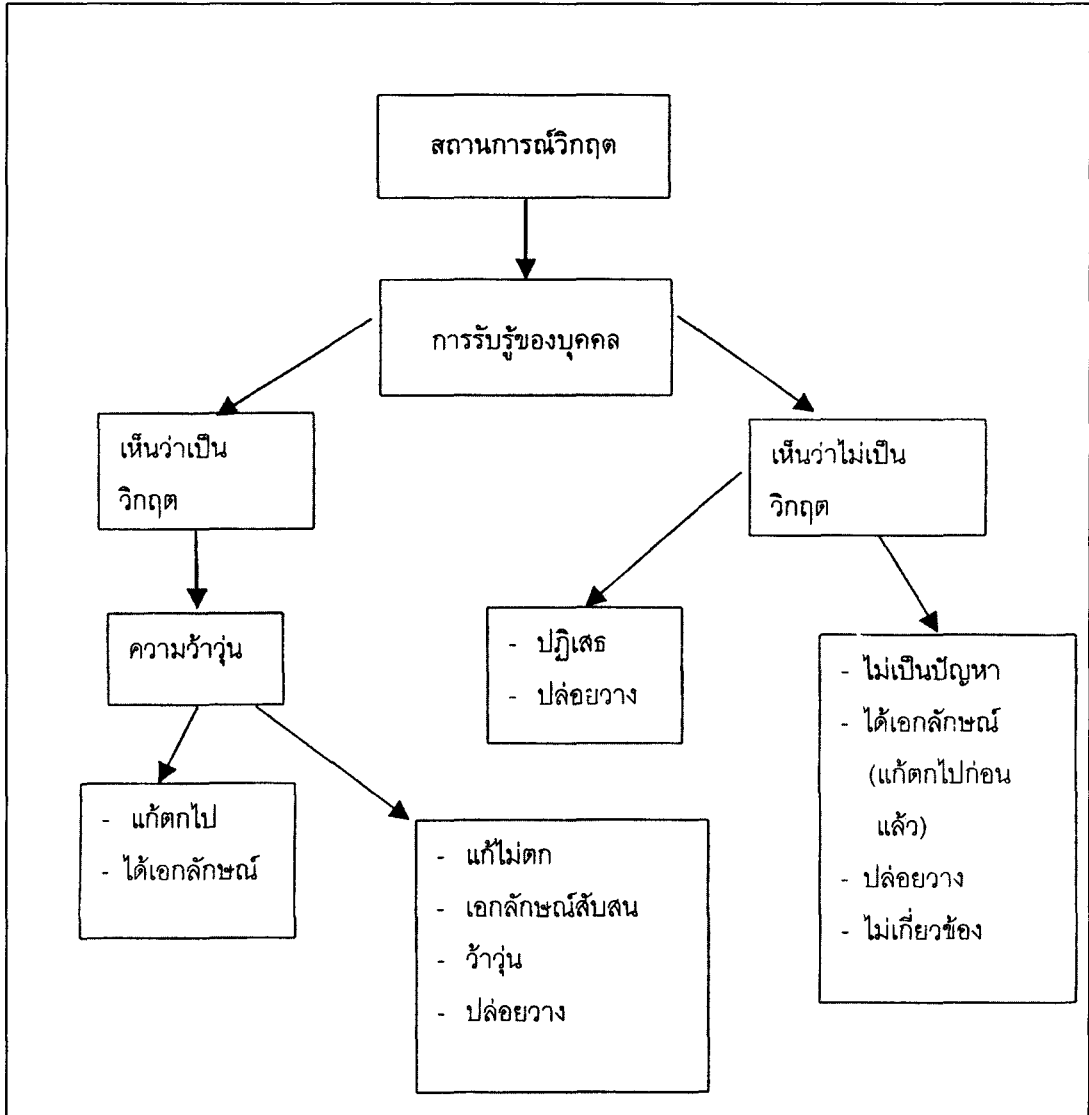 สถานการณ์วิกฤต
การรับรู้ของบุคคล
เห็นว่าเป็น
วิกฤต
เห็นว่าไม่เป็น
วิกฤต
ความว้าวุ่น
- ปฏิเสธ
- ปล่อยวาง
- ไม่เป็นปัญหา
- ได้เอกลักษณ์
(แก้ตกไปก่อน
แล้ว)
- ปล่อยวาง
- ไม่เกี่ยวข้อง
- แก้ตกไป
- ได้เอกลักษณ์
- แก้ไม่ตก
- เอกลักษณ์สับสน
- ว้าวุ่น
- ปล่อยวาง